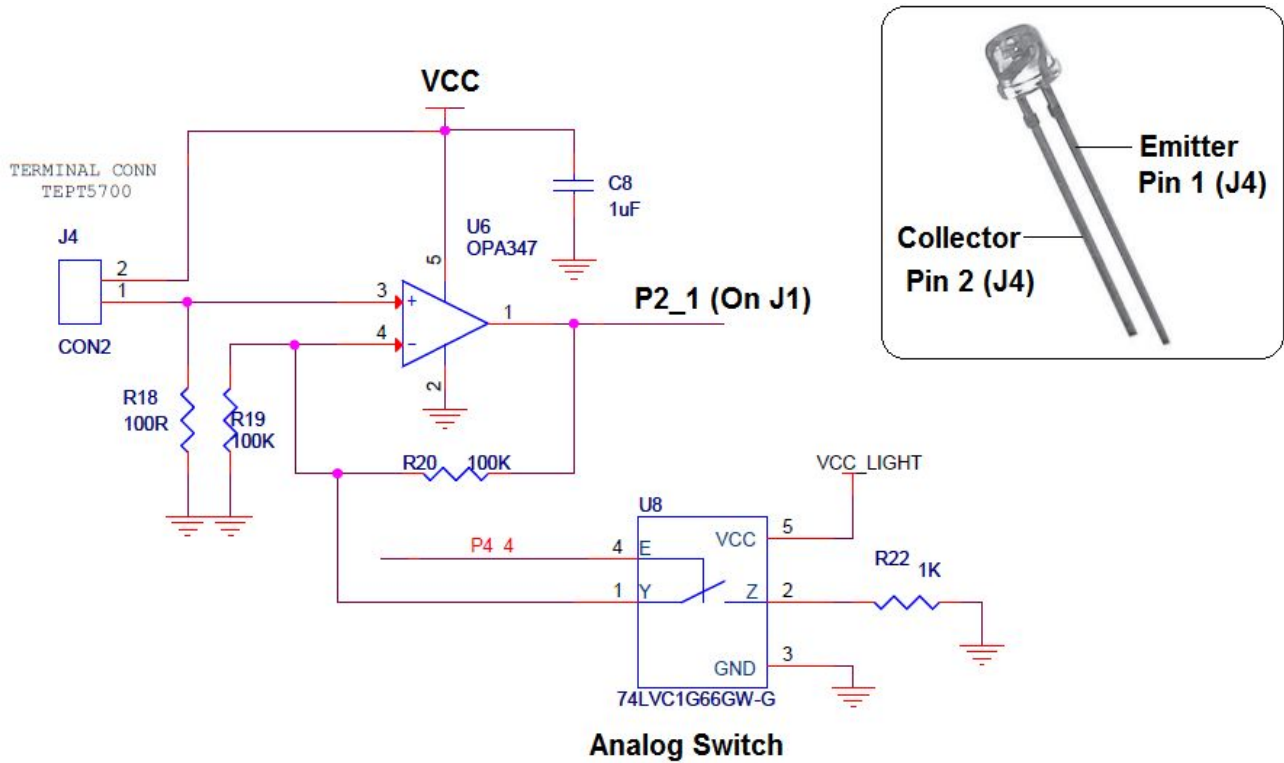 VCC
TERMINAL CONN
TEPT5700
J4
2
1
CON2
C8
1uF
U6
OPA347
5
3
+
4
-
1
2
P2_1 (On J1)
R18
100R
R19
100K
R20 100K
Emitter
Pin 1 (J4)
Collector
Pin 2 (J4)
VCC_LIGHT
U8
VCC
5
P4_4
4
E
1
Y
Z
2
R22
1K
GND
3
74LVC1G66GW-G
Analog Switch